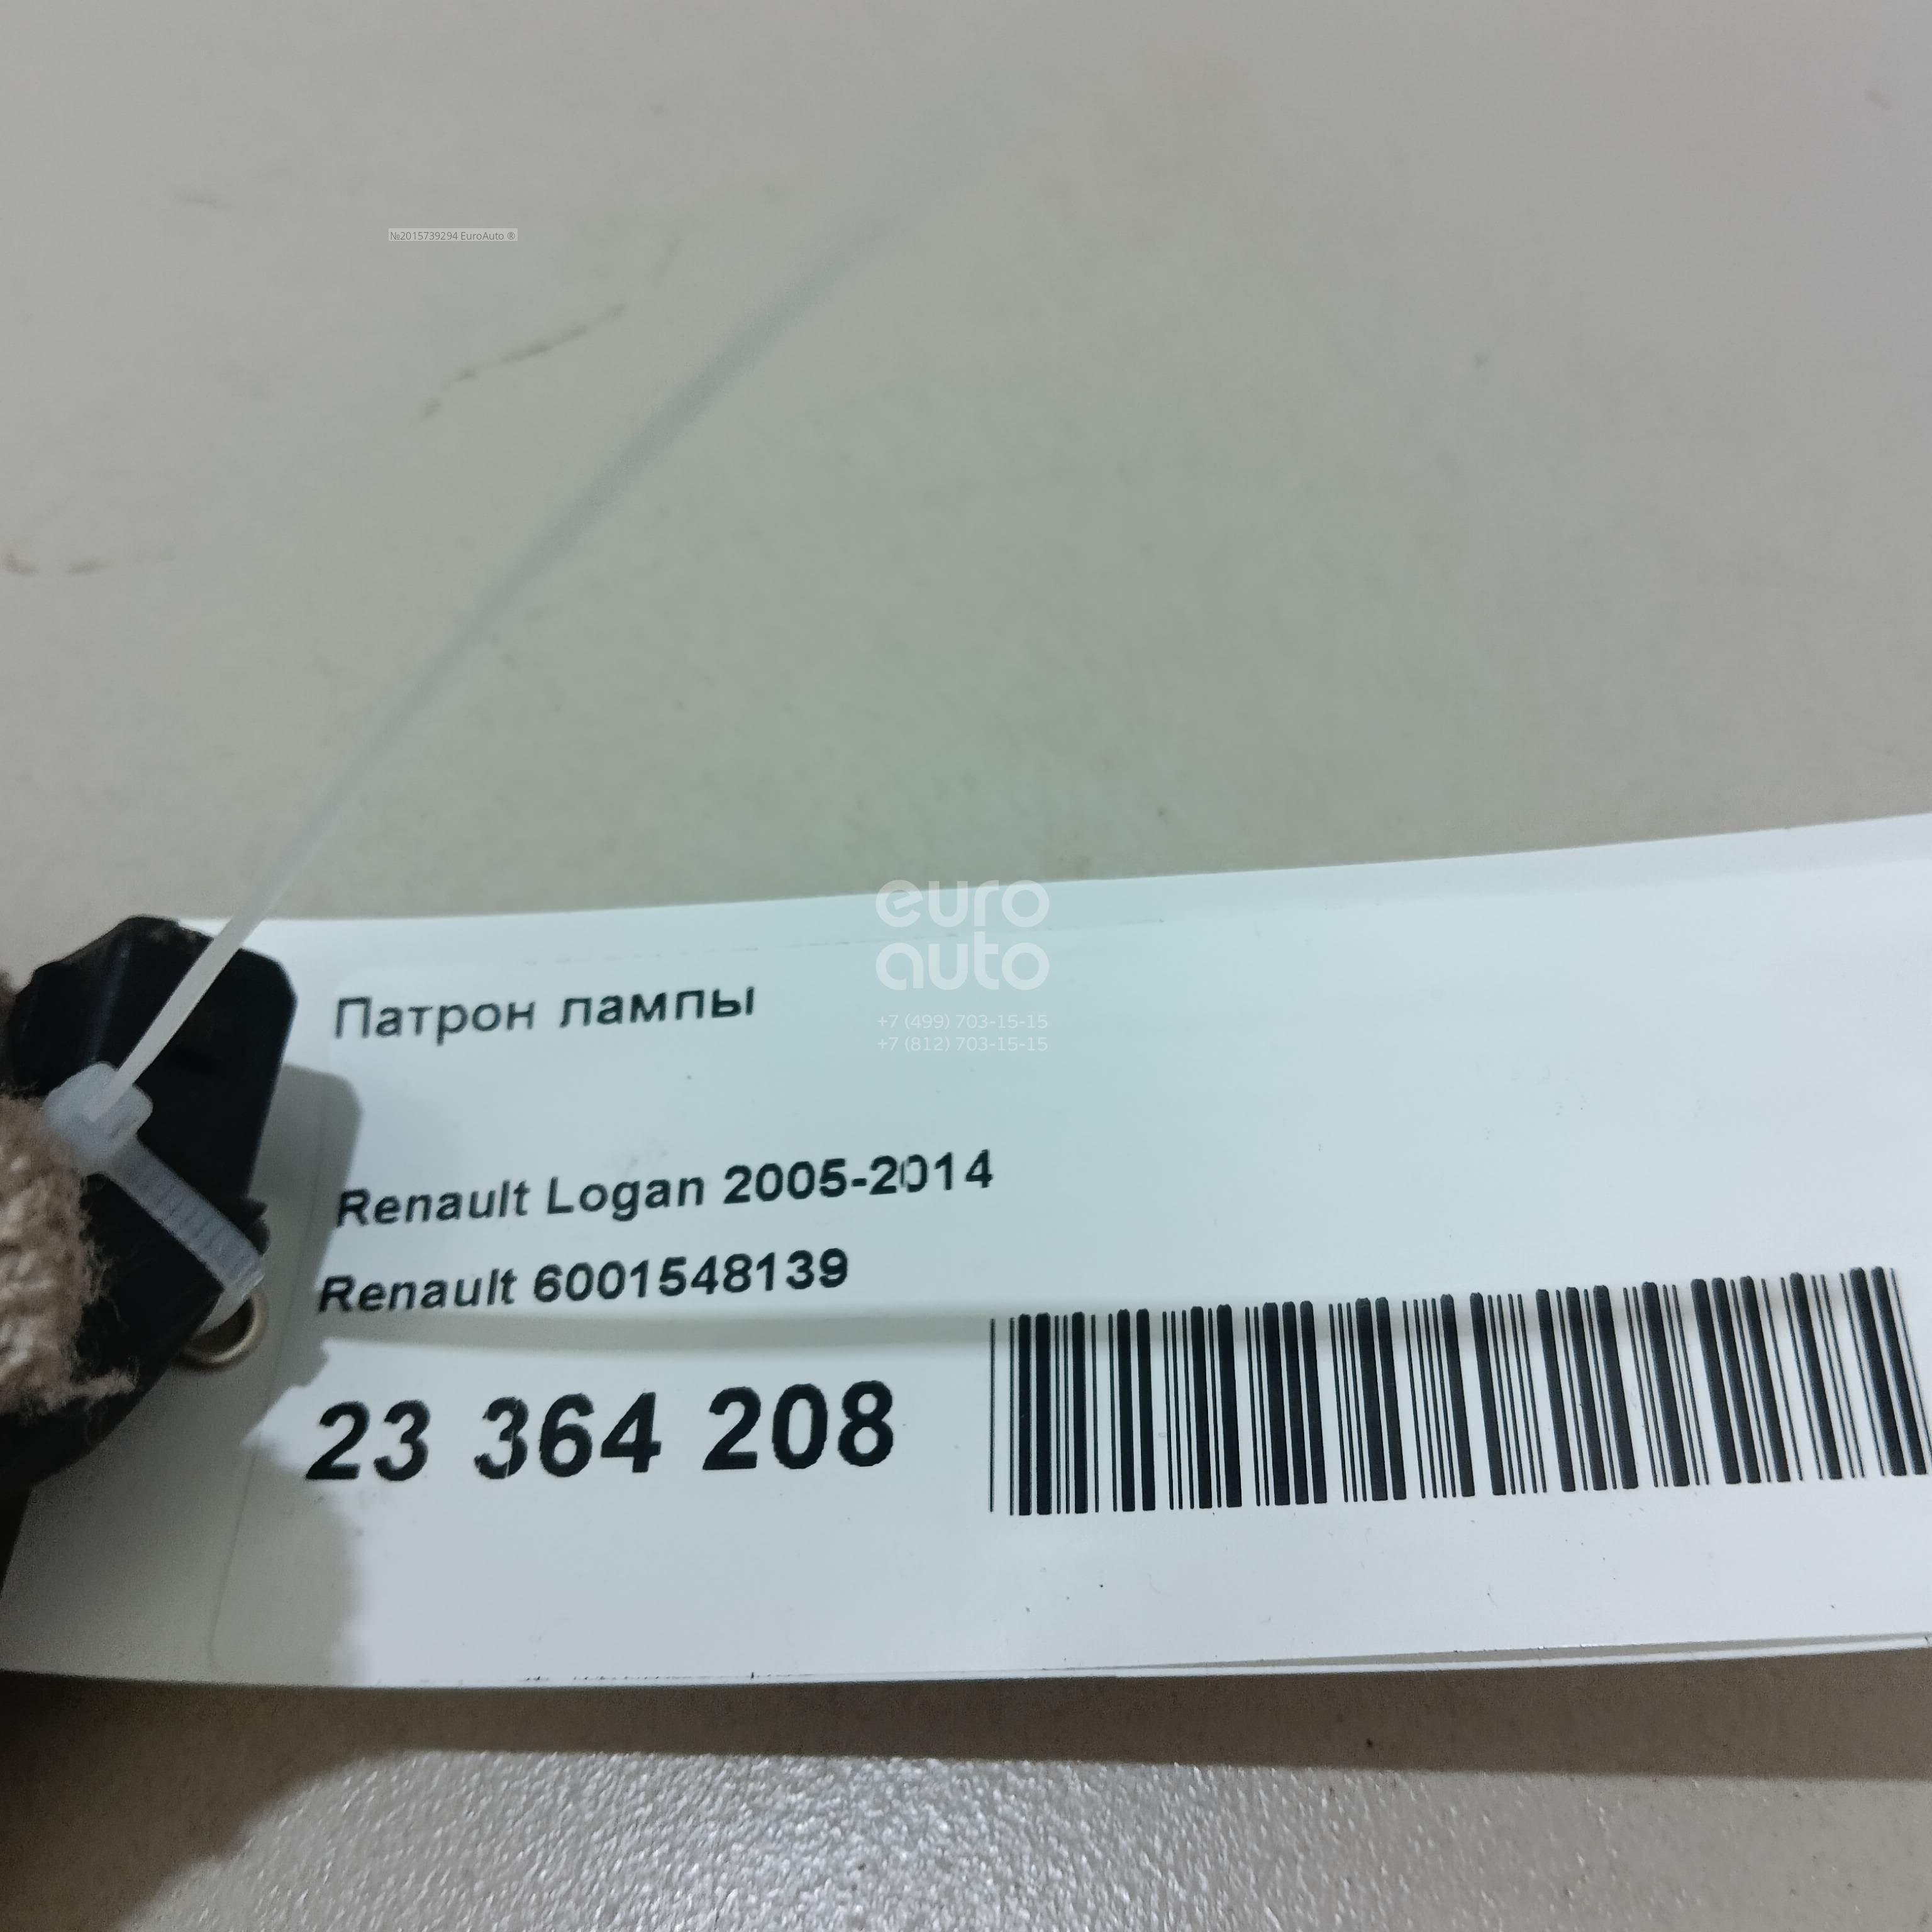 №2015739294 EuroAuto ®
euro
auto
+7 (499) 703-15-15
+7 (812) 703-15-15
Патрон лампы
Renault Logan 2005-2014
Renault 6001548139
23 364 208